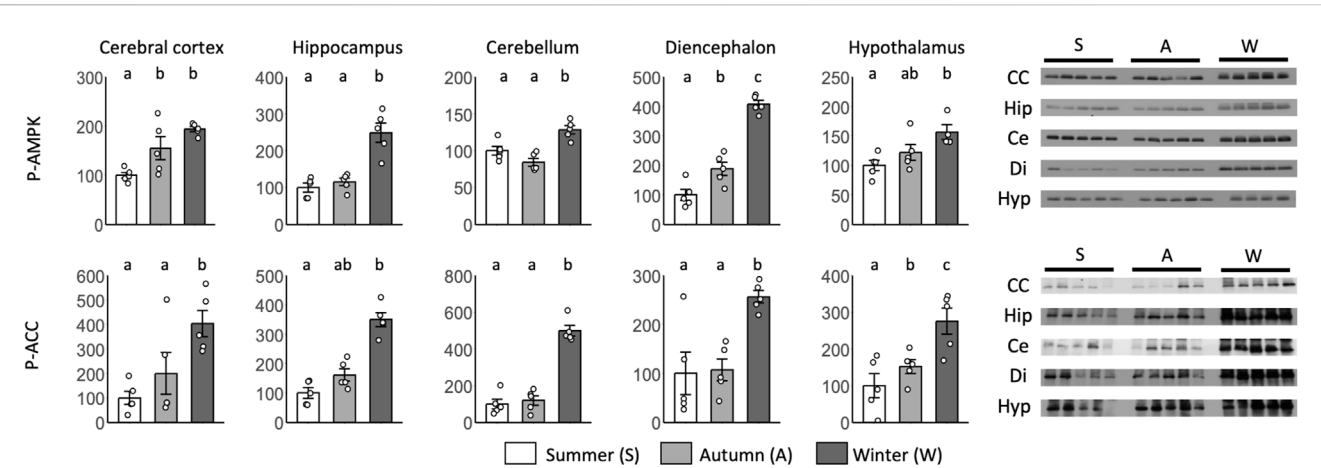 Cerebral cortex Hippocampus Cerebellum Diencephalon Hypothalamus
P-AMPK
300 200 100 0
a b b
400 300 200 100 0
a a b
200 150 100 50 0
a a b
500 400 300 200 100 0
a b c
250 200 150 100 50 0
a ab b
S A W
CC
Hip
Ce
Di
Hyp
P-ACC
600 500 400 300 200 100 0
a a b
500 400 300 200 100 0
a ab b
800 600 400 200 0
a a b
300 200 100 0
a a b
400 300 200 100 0
a b c
S A W
CC
Hip
Ce
Di
Hyp
Summer (S) Autumn (A) Winter (W)